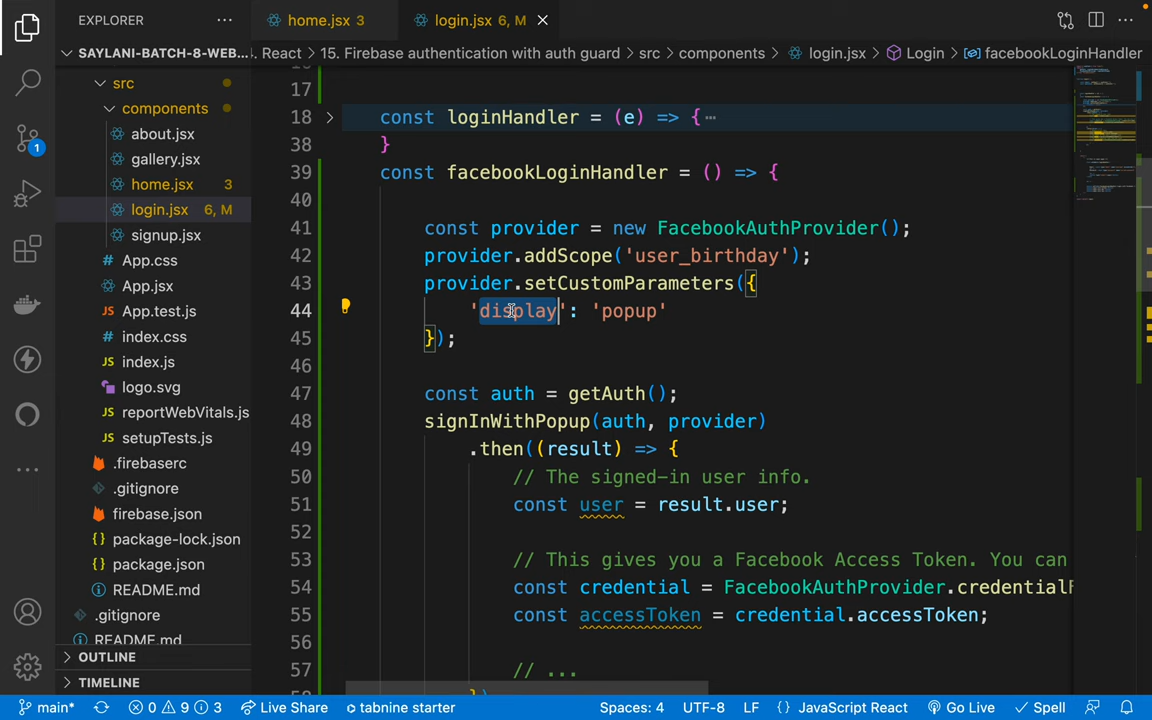 EXPLORER
home.jsx 3
login.jsx 6, M
SAYLANI-BATCH-8-WEB...
. React > 15. Firebase authentication with auth guard > src > components > login.jsx > Login > facebookLoginHandler
src
components
about.jsx
gallery.jsx
home.jsx 3
login.jsx 6, M
signup.jsx
App.css
App.jsx
App.test.js
index.css
index.js
logo.svg
reportWebVitals.js
setupTests.js
.firebaserc
.gitignore
firebase.json
package-lock.json
package.json
README.md
.gitignore
README.md
OUTLINE
TIMELINE
1
17
18 const loginHandler = (e) => { ···
38 }
39 const facebookLoginHandler = () => {
40
41 const provider = new FacebookAuthProvider();
42 provider.addScope('user_birthday');
43 provider.setCustomParameters({
44 'display': 'popup'
45 });
46
47 const auth = getAuth();
48 signInWithPopup(auth, provider)
49 .then((result) => {
50 // The signed-in user info.
51 const user = result.user;
52
53 // This gives you a Facebook Access Token. You can
54 const credential = FacebookAuthProvider.credential
55 const accessToken = credential.accessToken;
56
57 // ...
main* 0 9 3 Live Share tabnine starter Spaces: 4 UTF-8 LF JavaScript React Go Live Spell